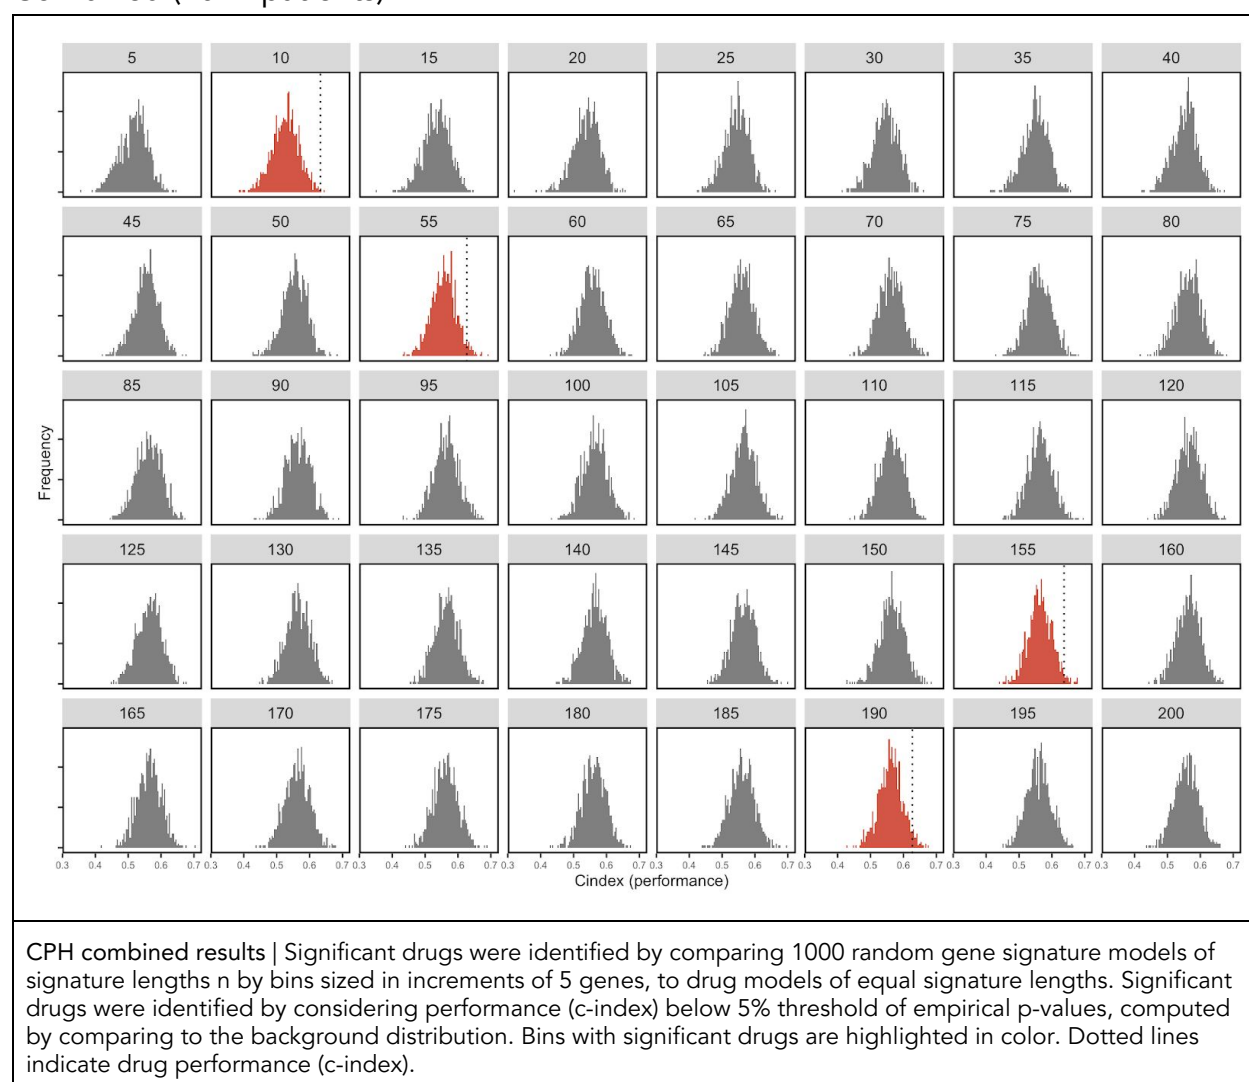 5 10 15 20 25 30 35 40
45 50 55 60 65 70 75 80
85 90 95 100 105 110 115 120
Frequency
125 130 135 140 145 150 155 160
165 170 175 180 185 190 195 200
0.3 0.4 0.5 0.6 0.7 0.3 0.4 0.5 0.6 0.7 0.3 0.4 0.5 0.6 0.7 0.3 0.4 0.5 0.6 0.7 0.3 0.4 0.5 0.6 0.7 0.3 0.4 0.5 0.6 0.7 0.3 0.4 0.5 0.6 0.7 0.3 0.4 0.5 0.6 0.7
Cindex (performance)
CPH combined results | Significant drugs were identified by comparing 1000 random gene signature models of
signature lengths n by bins sized in increments of 5 genes, to drug models of equal signature lengths. Significant
drugs were identified by considering performance (c-index) below 5% threshold of empirical p-values, computed
by comparing to the background distribution. Bins with significant drugs are highlighted in color. Dotted lines
indicate drug performance (c-index).